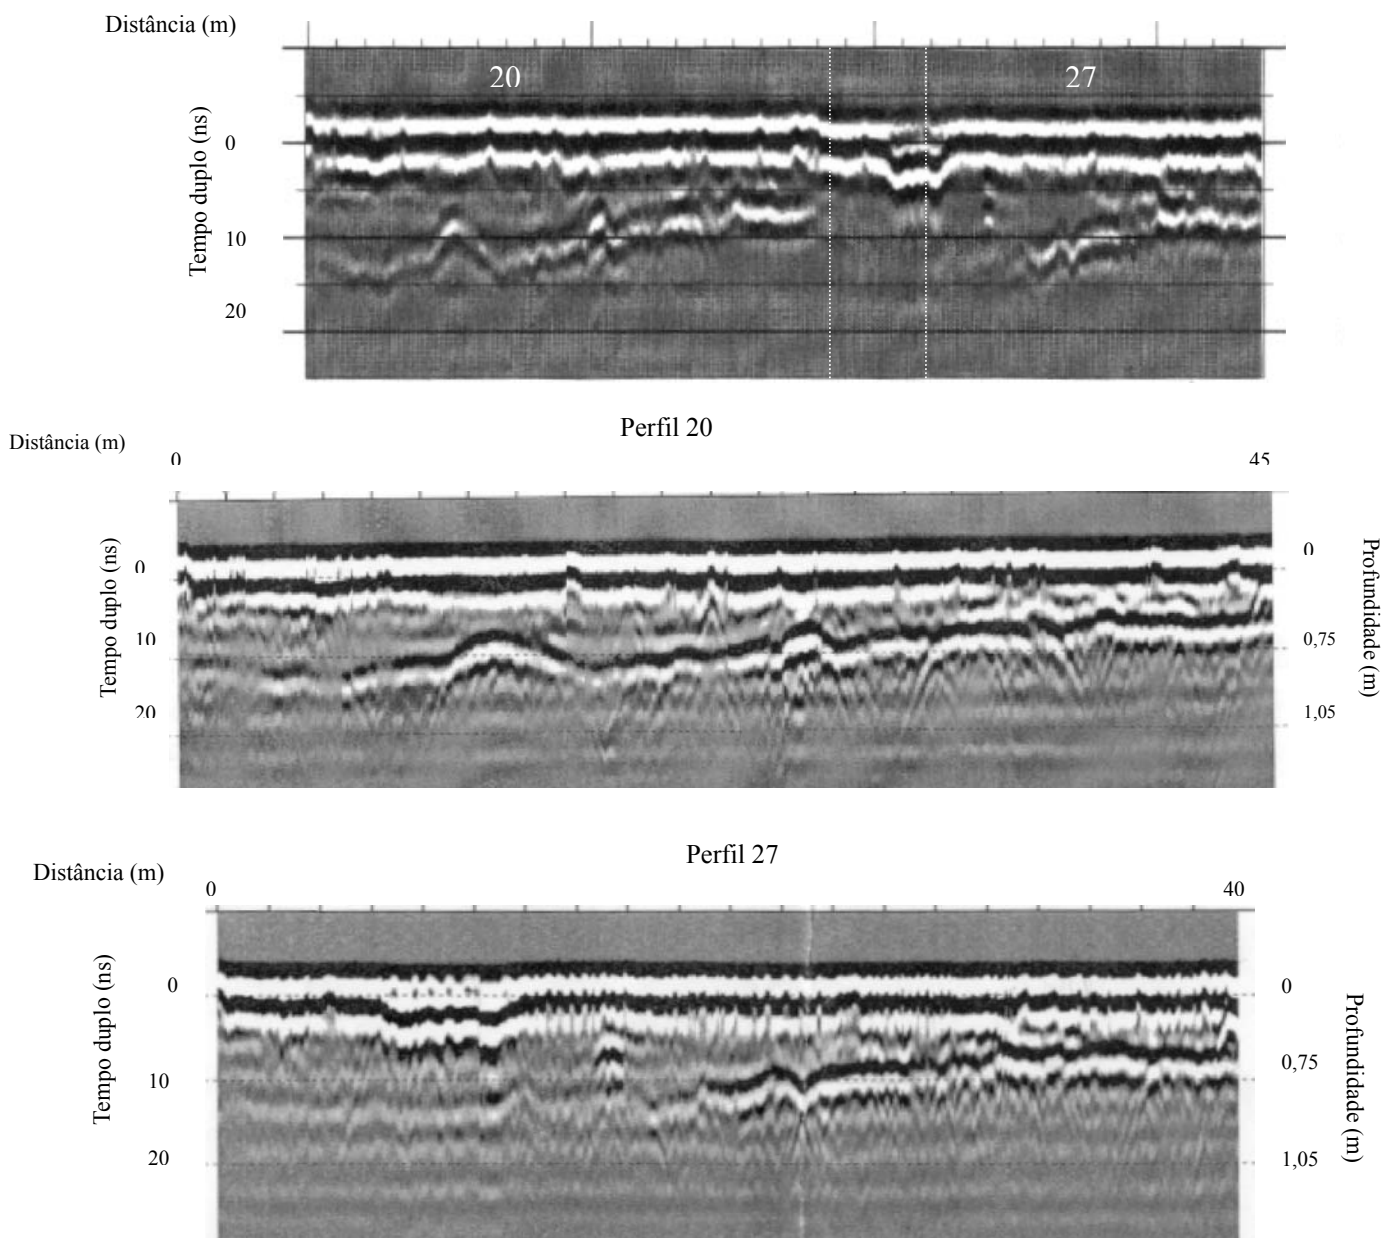 Distância (m)
20
27
Tempo duplo (ns)
0
10
20
Perfil 20
Distância (m)
0
45
Tempo duplo (ns)
0
10
20
0
0,75
1,05
Profundidade (m)
Perfil 27
Distância (m)
0
40
Tempo duplo (ns)
0
10
20
0
0,75
1,05
Profundidade (m)